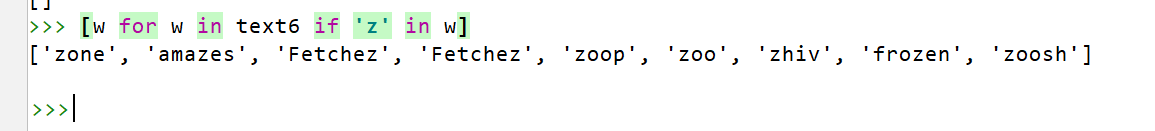 []
>>> [w for w in text6 if 'z' in w]
['zone', 'amazes', 'Fetchez', 'Fetchez', 'zoop', 'zoo', 'zhiv', 'frozen', 'zoosh']
>>>